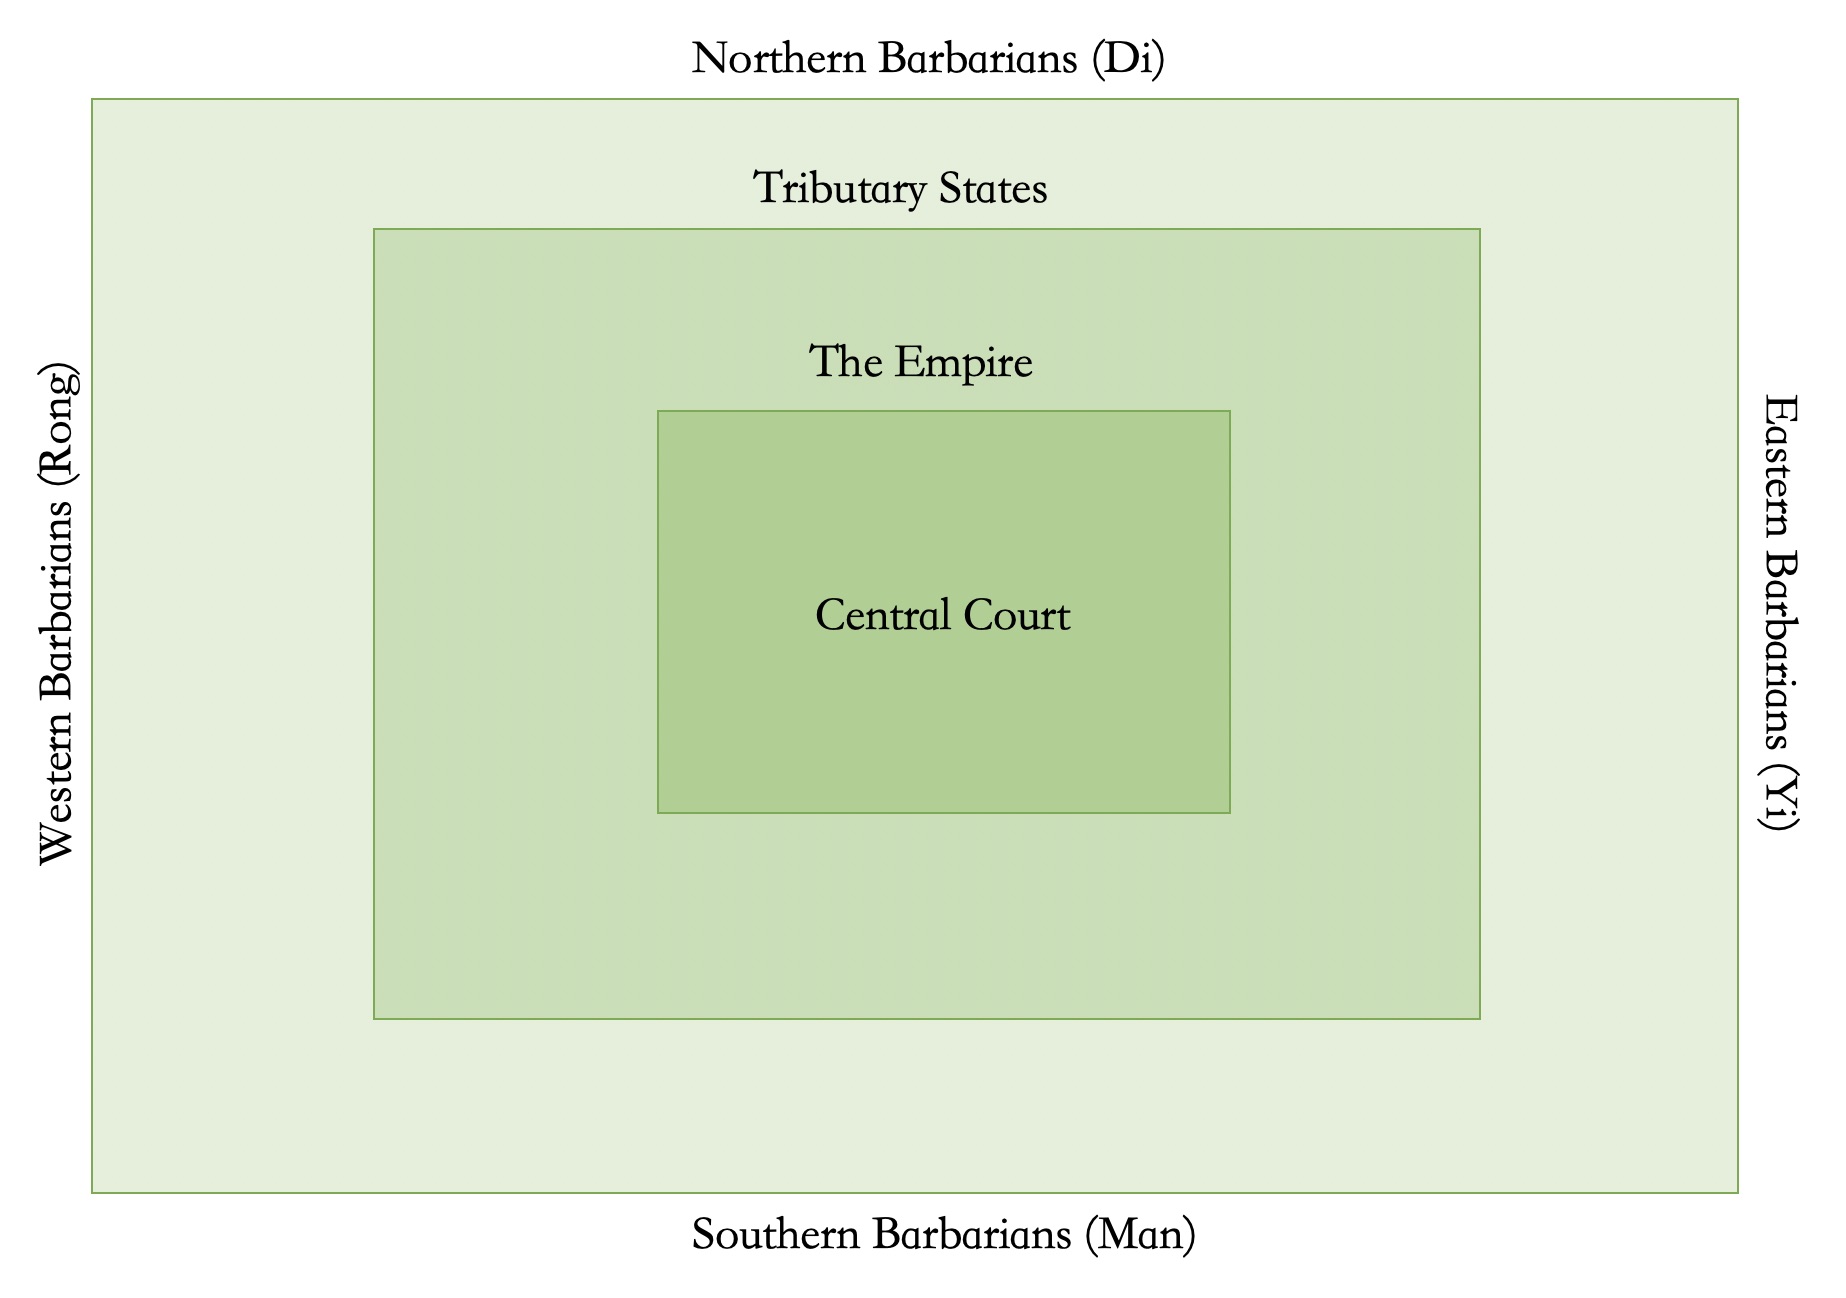 Northern Barbarians (Di)
Tributary States
The Empire
Western Barbarians (Rong)
Central Court
Eastern Barbarians (Yi)
Southern Barbarians (Man)